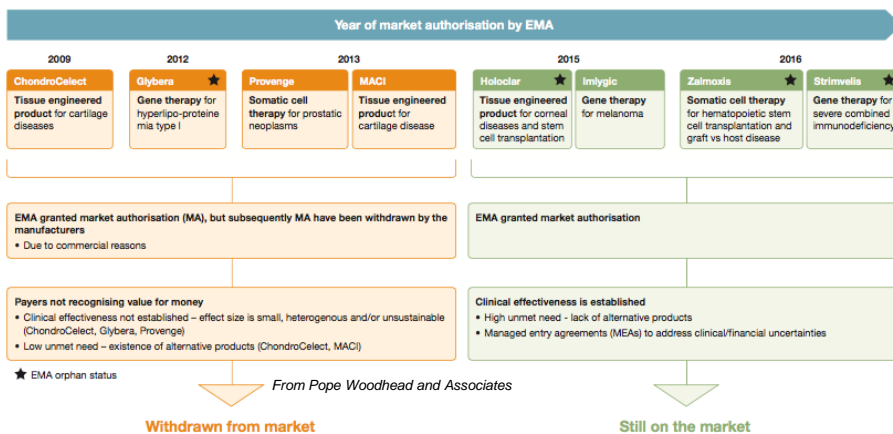 Year of market authorisation by EMA
2009
2012
2013
2015
2016
ChondroCelect
Glybera
Provenge
MACI
Holoclar
Imlygic
Zalmoxis
Strimvelis
Tissue engineered
product for cartilage
diseases
Gene therapy for
hyperlipo-proteine
mia type I
Somatic cell
therapy for prostatic
neoplasms
Tissue engineered
product for
cartilage disease
Tissue engineered
product for corneal
diseases and stem
cell transplantation
Gene therapy
for melanoma
Somatic cell therapy
for hematopoietic stem
cell transplantation and
graft vs host disease
Gene therapy for
severe combined
immunodeficiency
EMA granted market authorisation (MA), but subsequently MA have been withdrawn by the
manufacturers
• Due to commercial reasons
EMA granted market authorisation
Payers not recognising value for money
• Clinical effectiveness not established – effect size is small, heterogenous and/or unsustainable
(ChondroCelect, Glybera, Provenge)
• Low unmet need – existence of alternative products (ChondroCelect, MACI)
Clinical effectiveness is established
• High unmet need - lack of alternative products
• Managed entry agreements (MEAs) to address clinical/financial uncertainties
★ EMA orphan status
From Pope Woodhead and Associates
Withdrawn from market
Still on the market